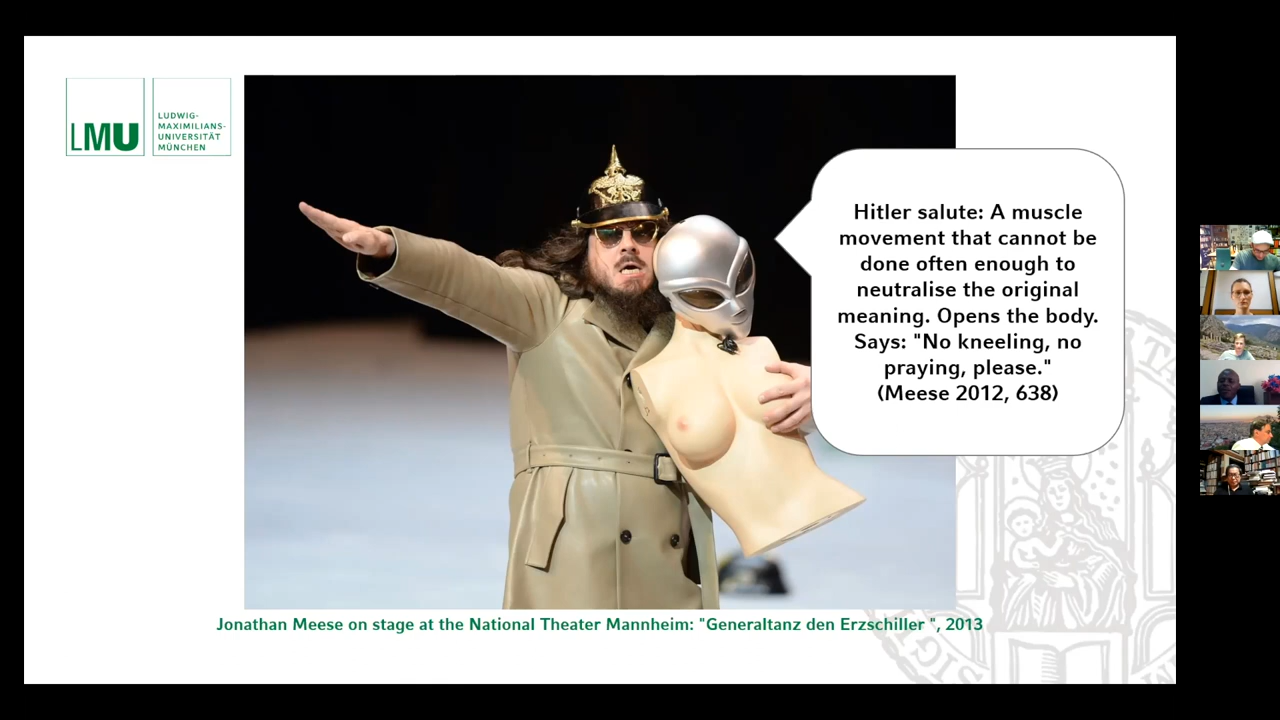 LMU
LUDWIG-
MAXIMILIANS-
UNIVERSITÄT
MÜNCHEN
Hitler salute: A muscle
movement that cannot be
done often enough to
neutralise the original
meaning. Opens the body.
Says: "No kneeling, no
praying, please."
(Meese 2012, 638)
Jonathan Meese on stage at the National Theater Mannheim: "Generaltanz den Erzschiller ", 2013